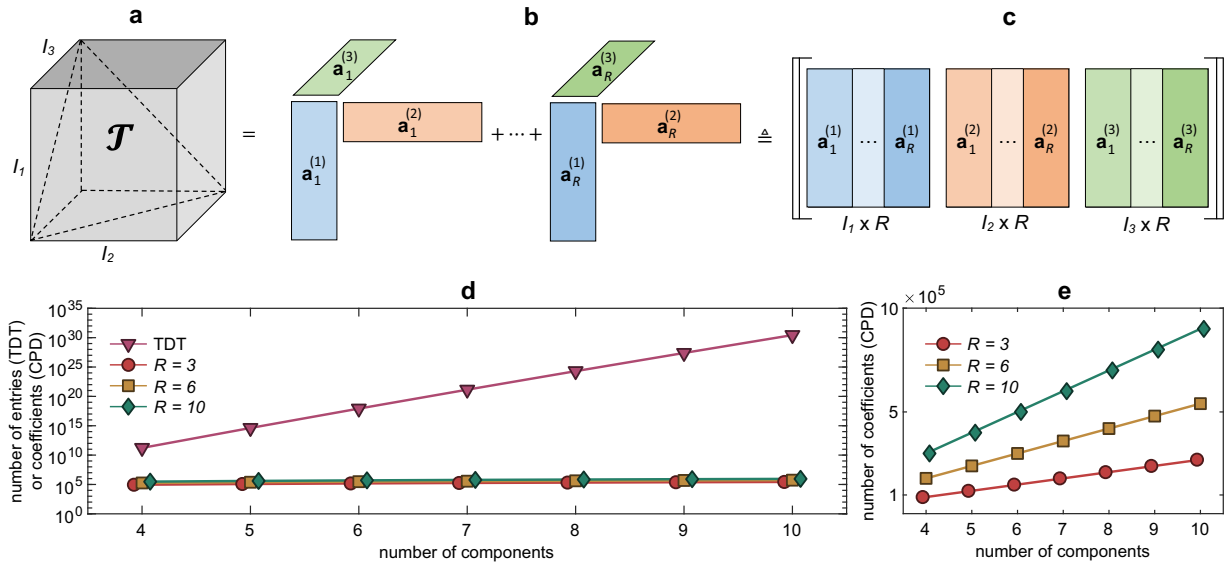 a
b
c
I3
I1
I2
𝓣
=
a1(3)
a1(2)
a1(1)
+ ··· +
aR(3)
aR(2)
aR(1)
≜
a1(1) ... aR(1)
I1 x R
a1(2) ... aR(2)
I2 x R
a1(3) ... aR(3)
I3 x R
d
number of entries (TDT)
or coefficients (CPD)
10^35
10^30
10^25
10^20
10^15
10^10
10^5
10^0
TDT
R = 3
R = 6
R = 10
4 5 6 7 8 9 10
number of components
e
number of coefficients (CPD)
× 10^5
10
5
1
R = 3
R = 6
R = 10
4 5 6 7 8 9 10
number of components